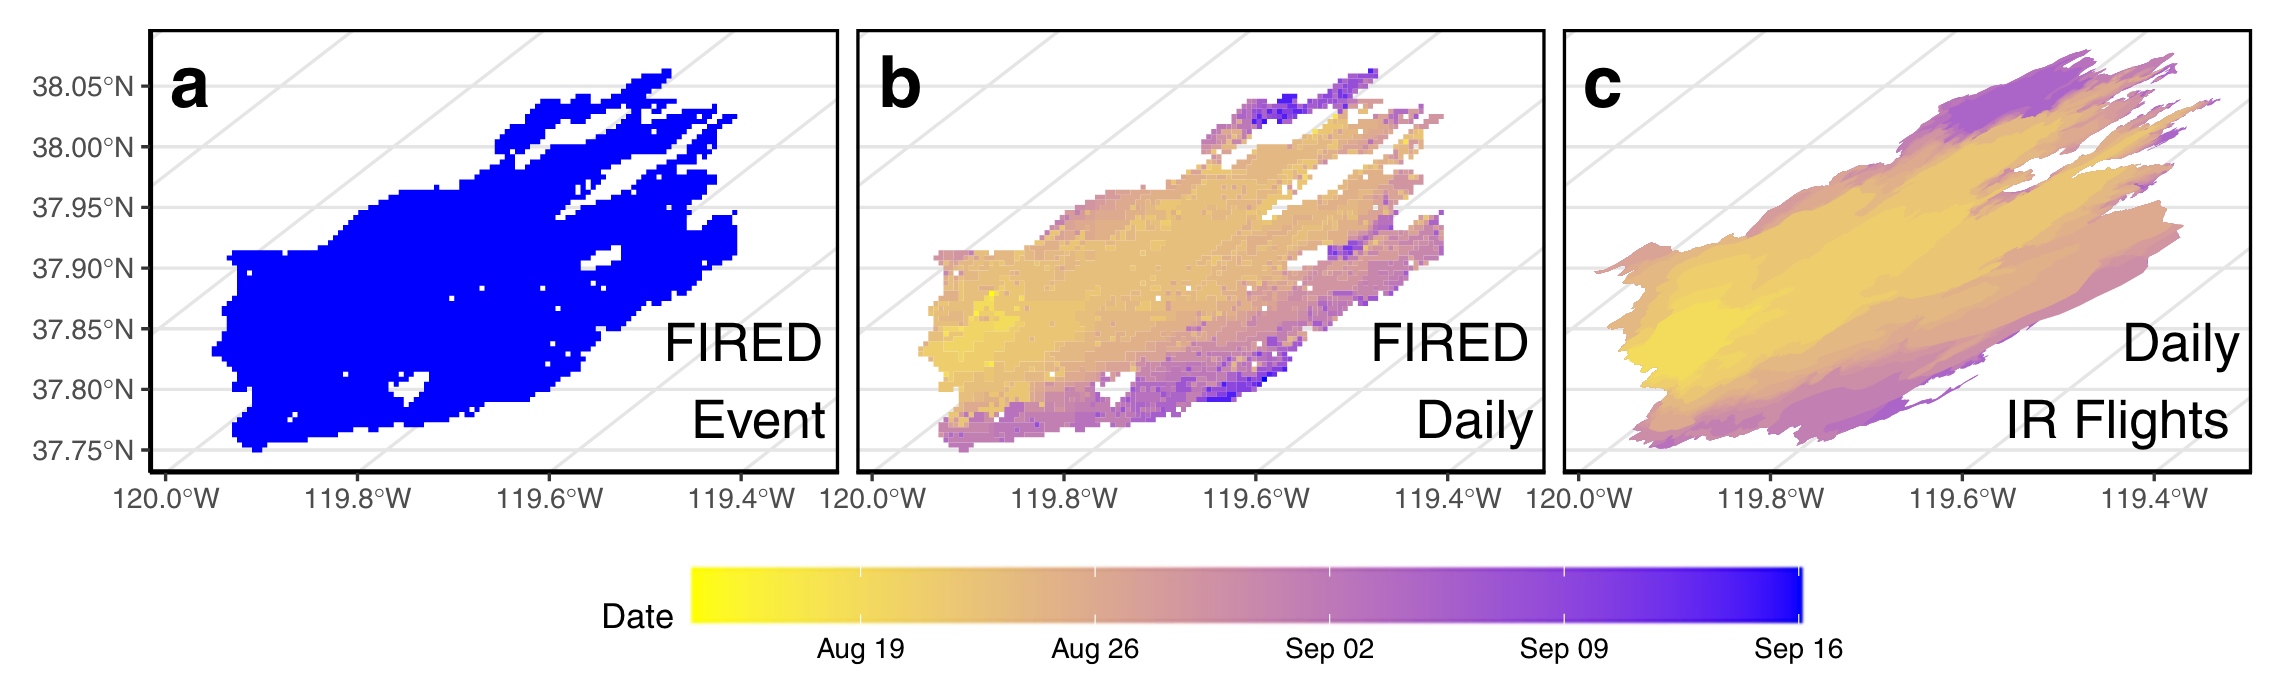 a
b
c
38.05°N
38.00°N
37.95°N
37.90°N
37.85°N
37.80°N
37.75°N
FIRED
Event
FIRED
Daily
Daily
IR Flights
120.0°W 119.8°W 119.6°W 119.4°W 120.0°W 119.8°W 119.6°W 119.4°W 120.0°W 119.8°W 119.6°W 119.4°W
Date
Aug 19 Aug 26 Sep 02 Sep 09 Sep 16